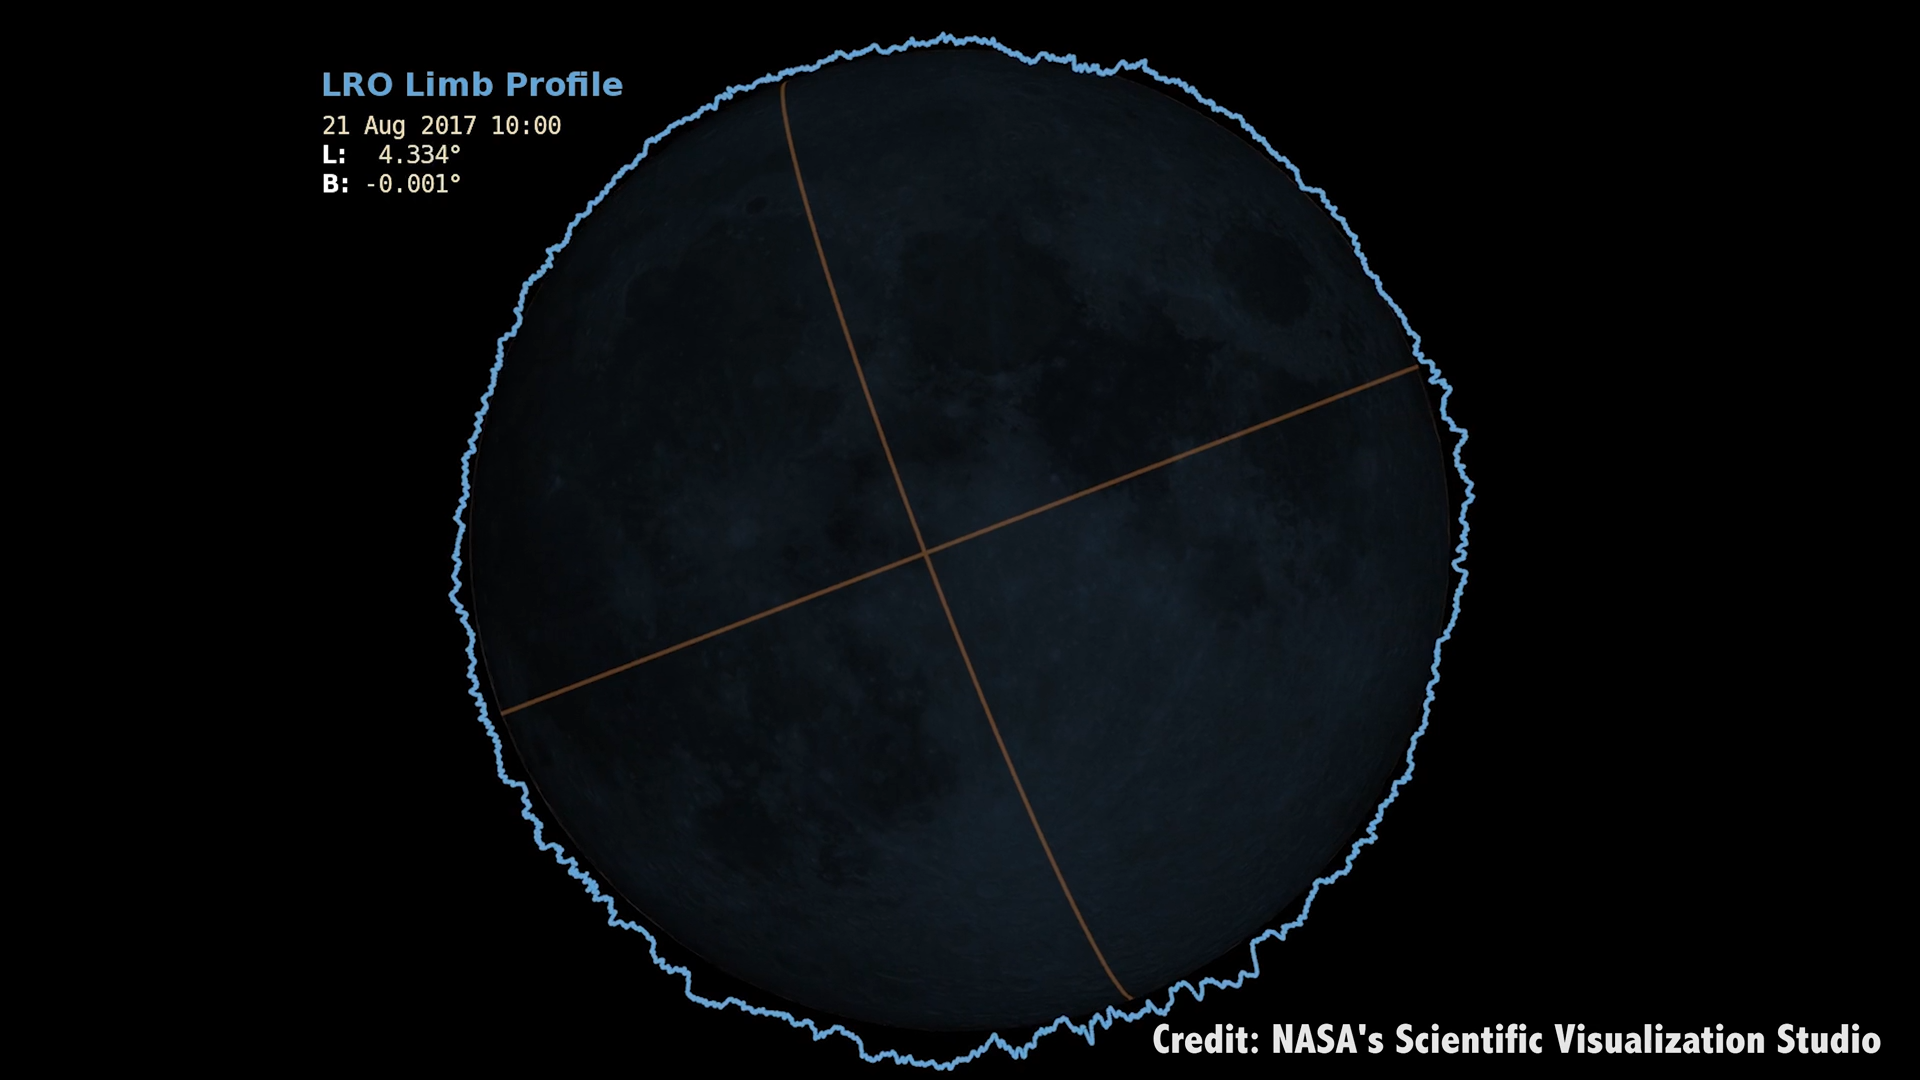 LRO Limb Profile
21 Aug 2017 10:00
L: 4.334°
B: -0.001°
Credit: NASA's Scientific Visualization Studio